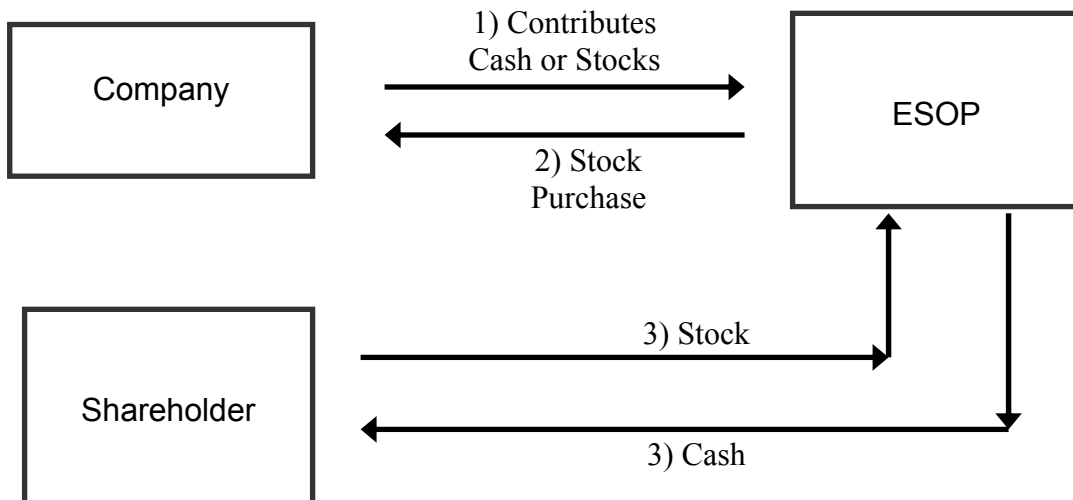 1) Contributes
Cash or Stocks
Company
ESOP
2) Stock
Purchase
3) Stock
Shareholder
3) Cash